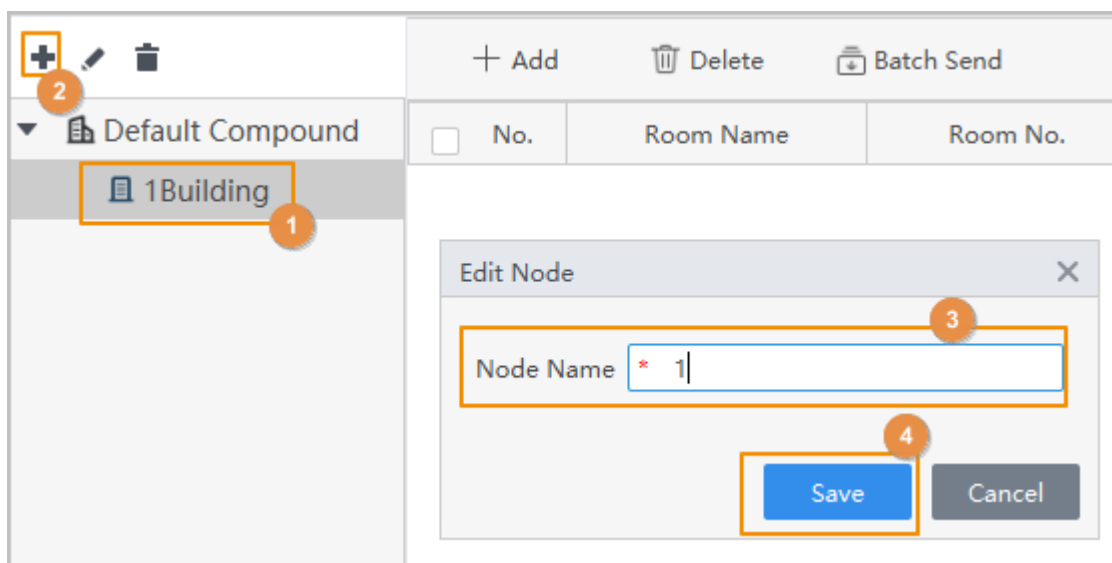 + Add Delete Batch Send
2
Default Compound
No. Room Name Room No.
1Building
1
Edit Node
3
Node Name * 1
4
Save Cancel